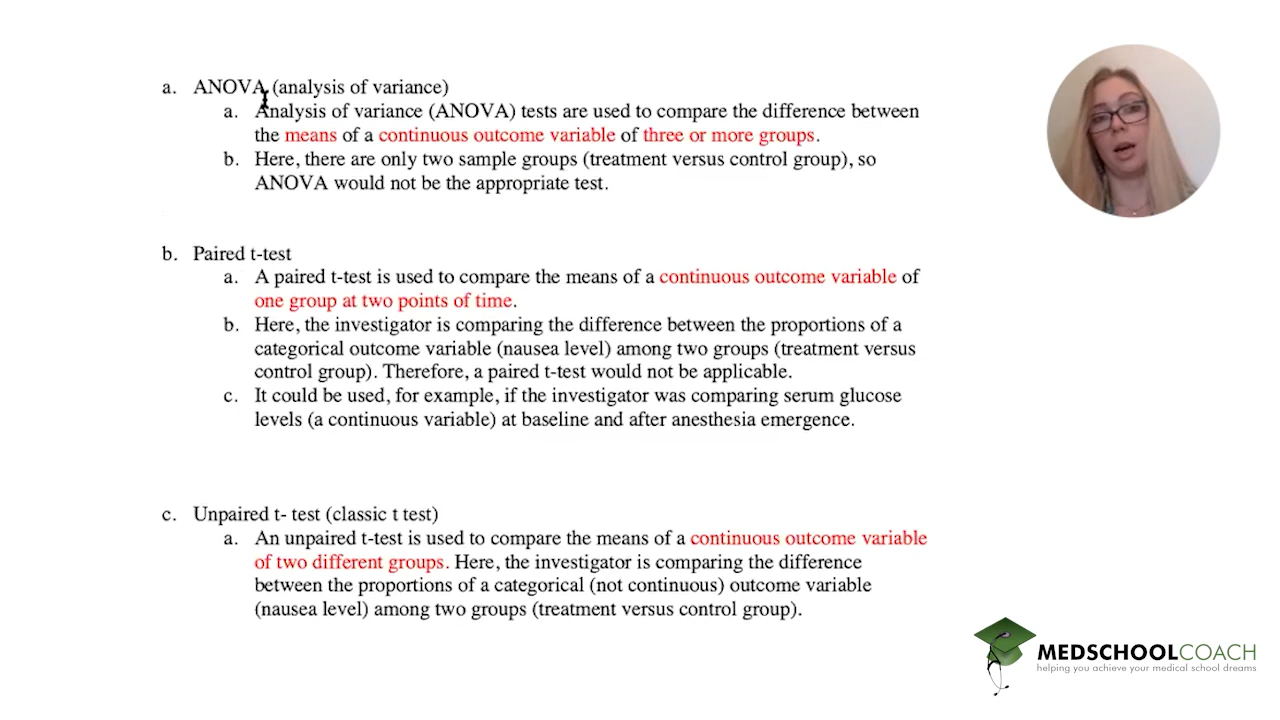 a. ANOVA (analysis of variance)
a. Analysis of variance (ANOVA) tests are used to compare the difference between
the means of a continuous outcome variable of three or more groups.
b. Here, there are only two sample groups (treatment versus control group), so
ANOVA would not be the appropriate test.
b. Paired t-test
a. A paired t-test is used to compare the means of a continuous outcome variable of
one group at two points of time.
b. Here, the investigator is comparing the difference between the proportions of a
categorical outcome variable (nausea level) among two groups (treatment versus
control group). Therefore, a paired t-test would not be applicable.
c. It could be used, for example, if the investigator was comparing serum glucose
levels (a continuous variable) at baseline and after anesthesia emergence.
c. Unpaired t- test (classic t test)
a. An unpaired t-test is used to compare the means of a continuous outcome variable
of two different groups. Here, the investigator is comparing the difference
between the proportions of a categorical (not continuous) outcome variable
(nausea level) among two groups (treatment versus control group).
MEDSCHOOLCOACH
helping you achieve your medical school dreams